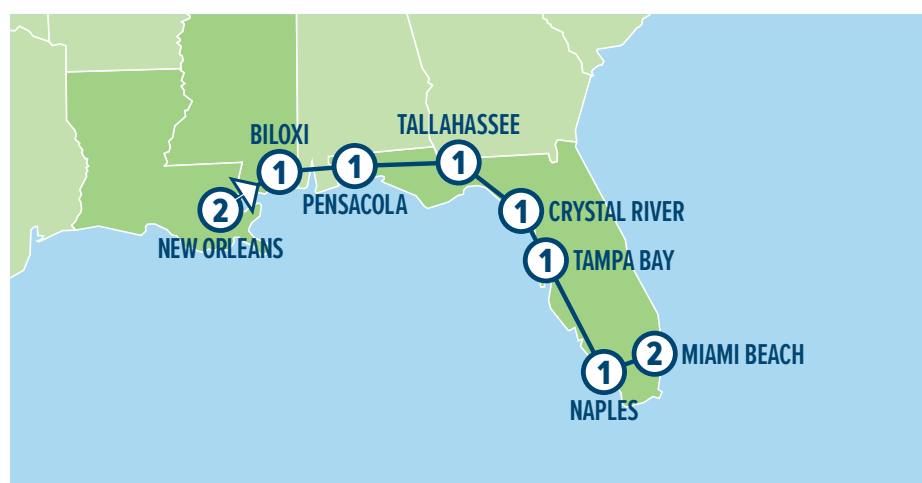 BILOXI
1
TALLAHASSEE
1
1
PENSACOLA
2
NEW ORLEANS
1
CRYSTAL RIVER
1
TAMPA BAY
2
MIAMI BEACH
1
NAPLES